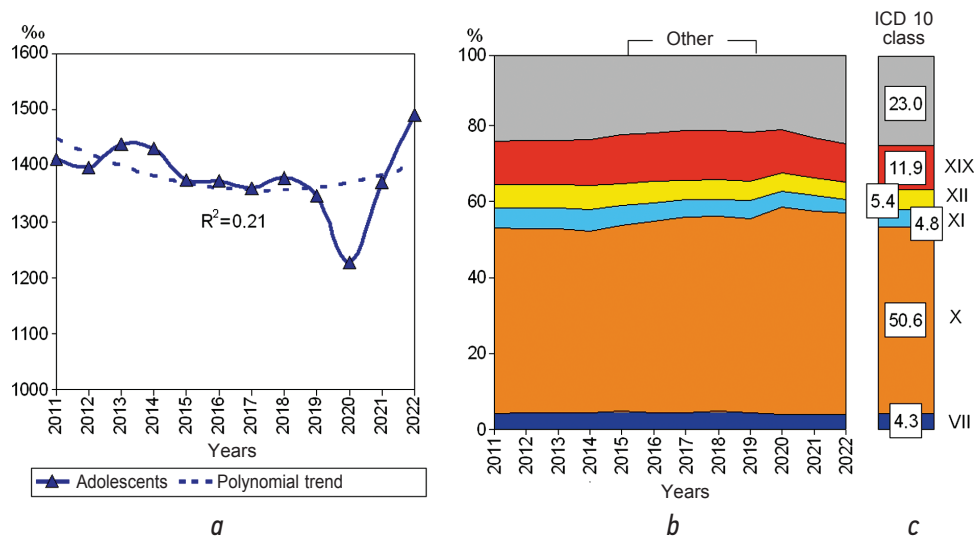 ‰
1600
1500
1400
1300
1200
1100
1000
R²=0.21
2011 2012 2013 2014 2015 2016 2017 2018 2019 2020 2021 2022
Years
Adolescents Polynomial trend
a
%
Other
100
80
60
40
20
0
2011 2012 2013 2014 2015 2016 2017 2018 2019 2020 2021 2022
Years
b
ICD 10
class
23.0
11.9 XIX
5.4 XII
4.8 XI
50.6 X
4.3 VII
c